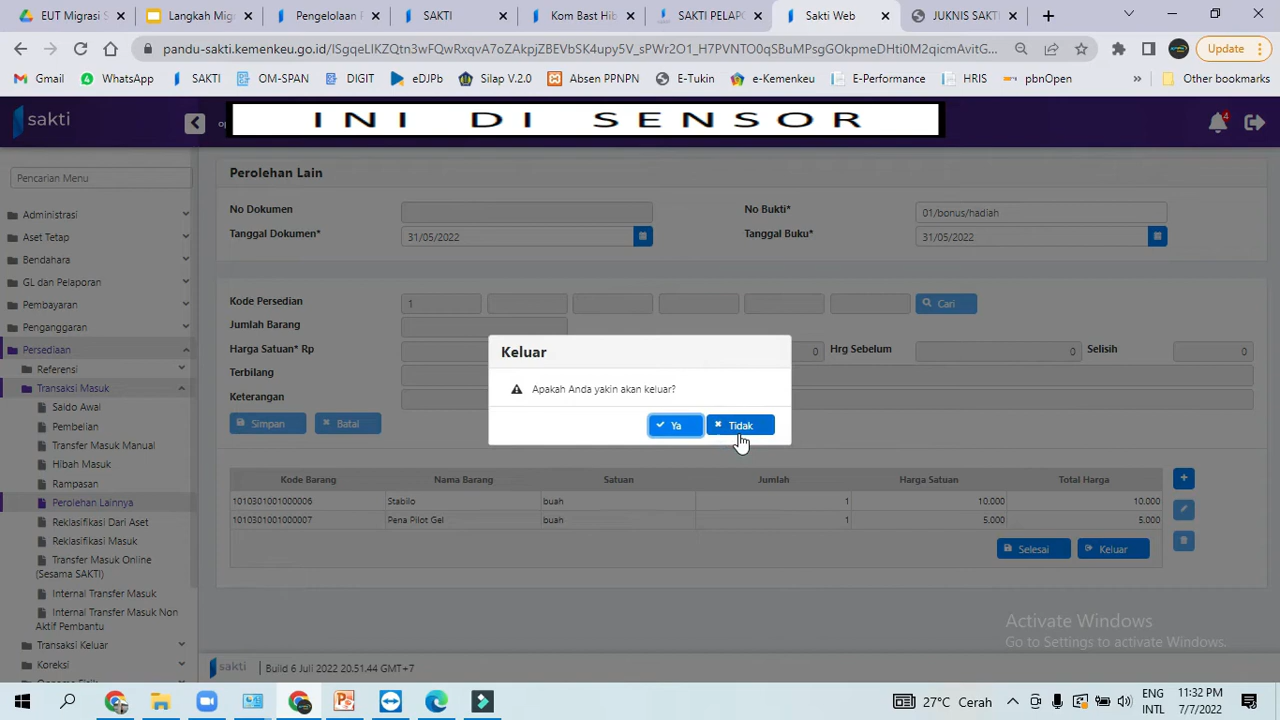 EUT Migrasi S
Langkah Migr
Pengelolaan P
SAKTI
Kom Bast Hib
SAKTI PELAPO
Sakti Web
JUKNIS SAKTI
pandu-sakti.kemenkeu.go.id/
Update
Gmail
WhatsApp
SAKTI
OM-SPAN
DIGIT
eDJPb
Silap V.2.0
Absen PPNPN
E-Tukin
e-Kemenkeu
E-Performance
HRIS
pbnOpen
»
Other bookmarks
sakti
INI DI SENSOR
4
Pencarian Menu
Administrasi
Aset Tetap
Bendahara
GL dan Pelaporan
Pembayaran
Penganggaran
Persediaan
Referensi
Transaksi Masuk
Saldo Awal
Pembelian
Transfer Masuk Manual
Hibah Masuk
Rampasan
Perolehan Lainnya
Reklasifikasi Dari Aset
Reklasifikasi Masuk
Transfer Masuk Online
(Sesama SAKTI)
Internal Transfer Masuk
Internal Transfer Masuk Non
Aktif Pembantu
Transaksi Keluar
Koreksi
Perolehan Lain
No Dokumen
No Bukti* 01/bonus/hadiah
Tanggal Dokumen* 31/05/2022
Tanggal Buku* 31/05/2022
Kode Persedian 1
Cari
Jumlah Barang
Harga Satuan* Rp 0 Hrg Sebelum 0 Selisih 0
Terbilang
Keterangan
Simpan Batal
Keluar
Apakah Anda yakin akan keluar?
Ya Tidak
Kode Barang Nama Barang Satuan Jumlah Harga Satuan Total Harga
1010301001000006 Stabilo buah 1 10.000 10.000
1010301001000007 Pena Pilot Gel buah 1 5.000 5.000
Selesai Keluar
Activate Windows
Go to Settings to activate Windows.
sakti | Build 6 Juli 2022 20.51.44 GMT+7
27°C Cerah
ENG
INTL
11:32 PM
7/7/2022